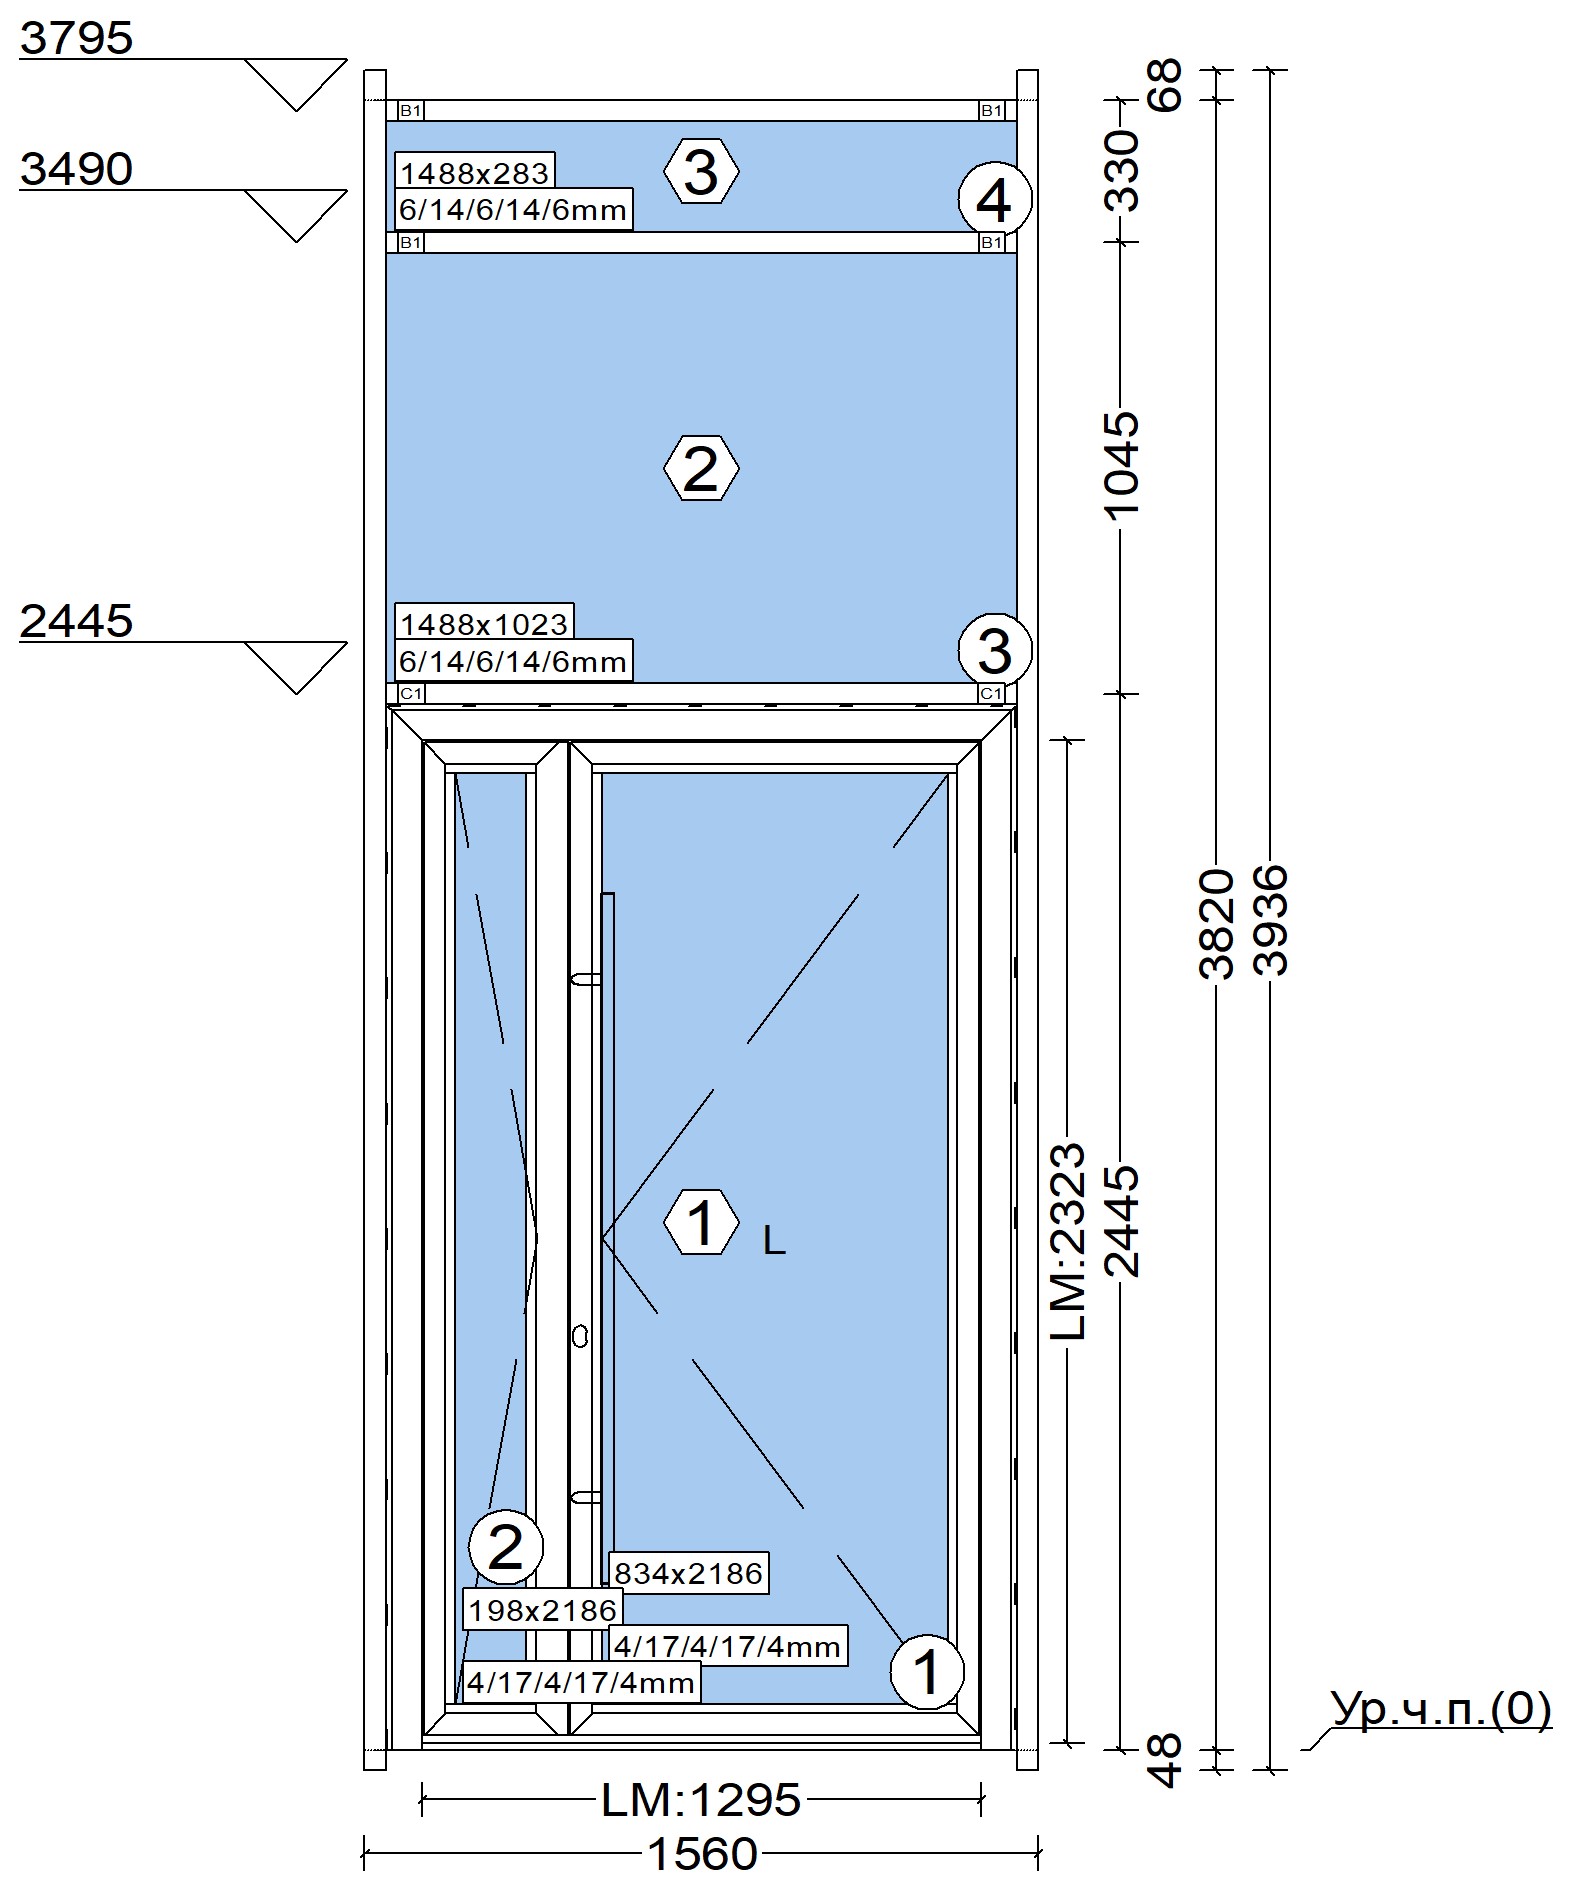 3795
3490
2445
B1
B1
3
1488x283
6/14/6/14/6mm
4
B1
B1
2
1488x1023
6/14/6/14/6mm
3
C1
C1
1
L
2
834x2186
198x2186
4/17/4/17/4mm
4/17/4/17/4mm
1
68
330
1045
LM:2323
2445
3820
3936
48
Ур.ч.п.(0)
LM:1295
1560